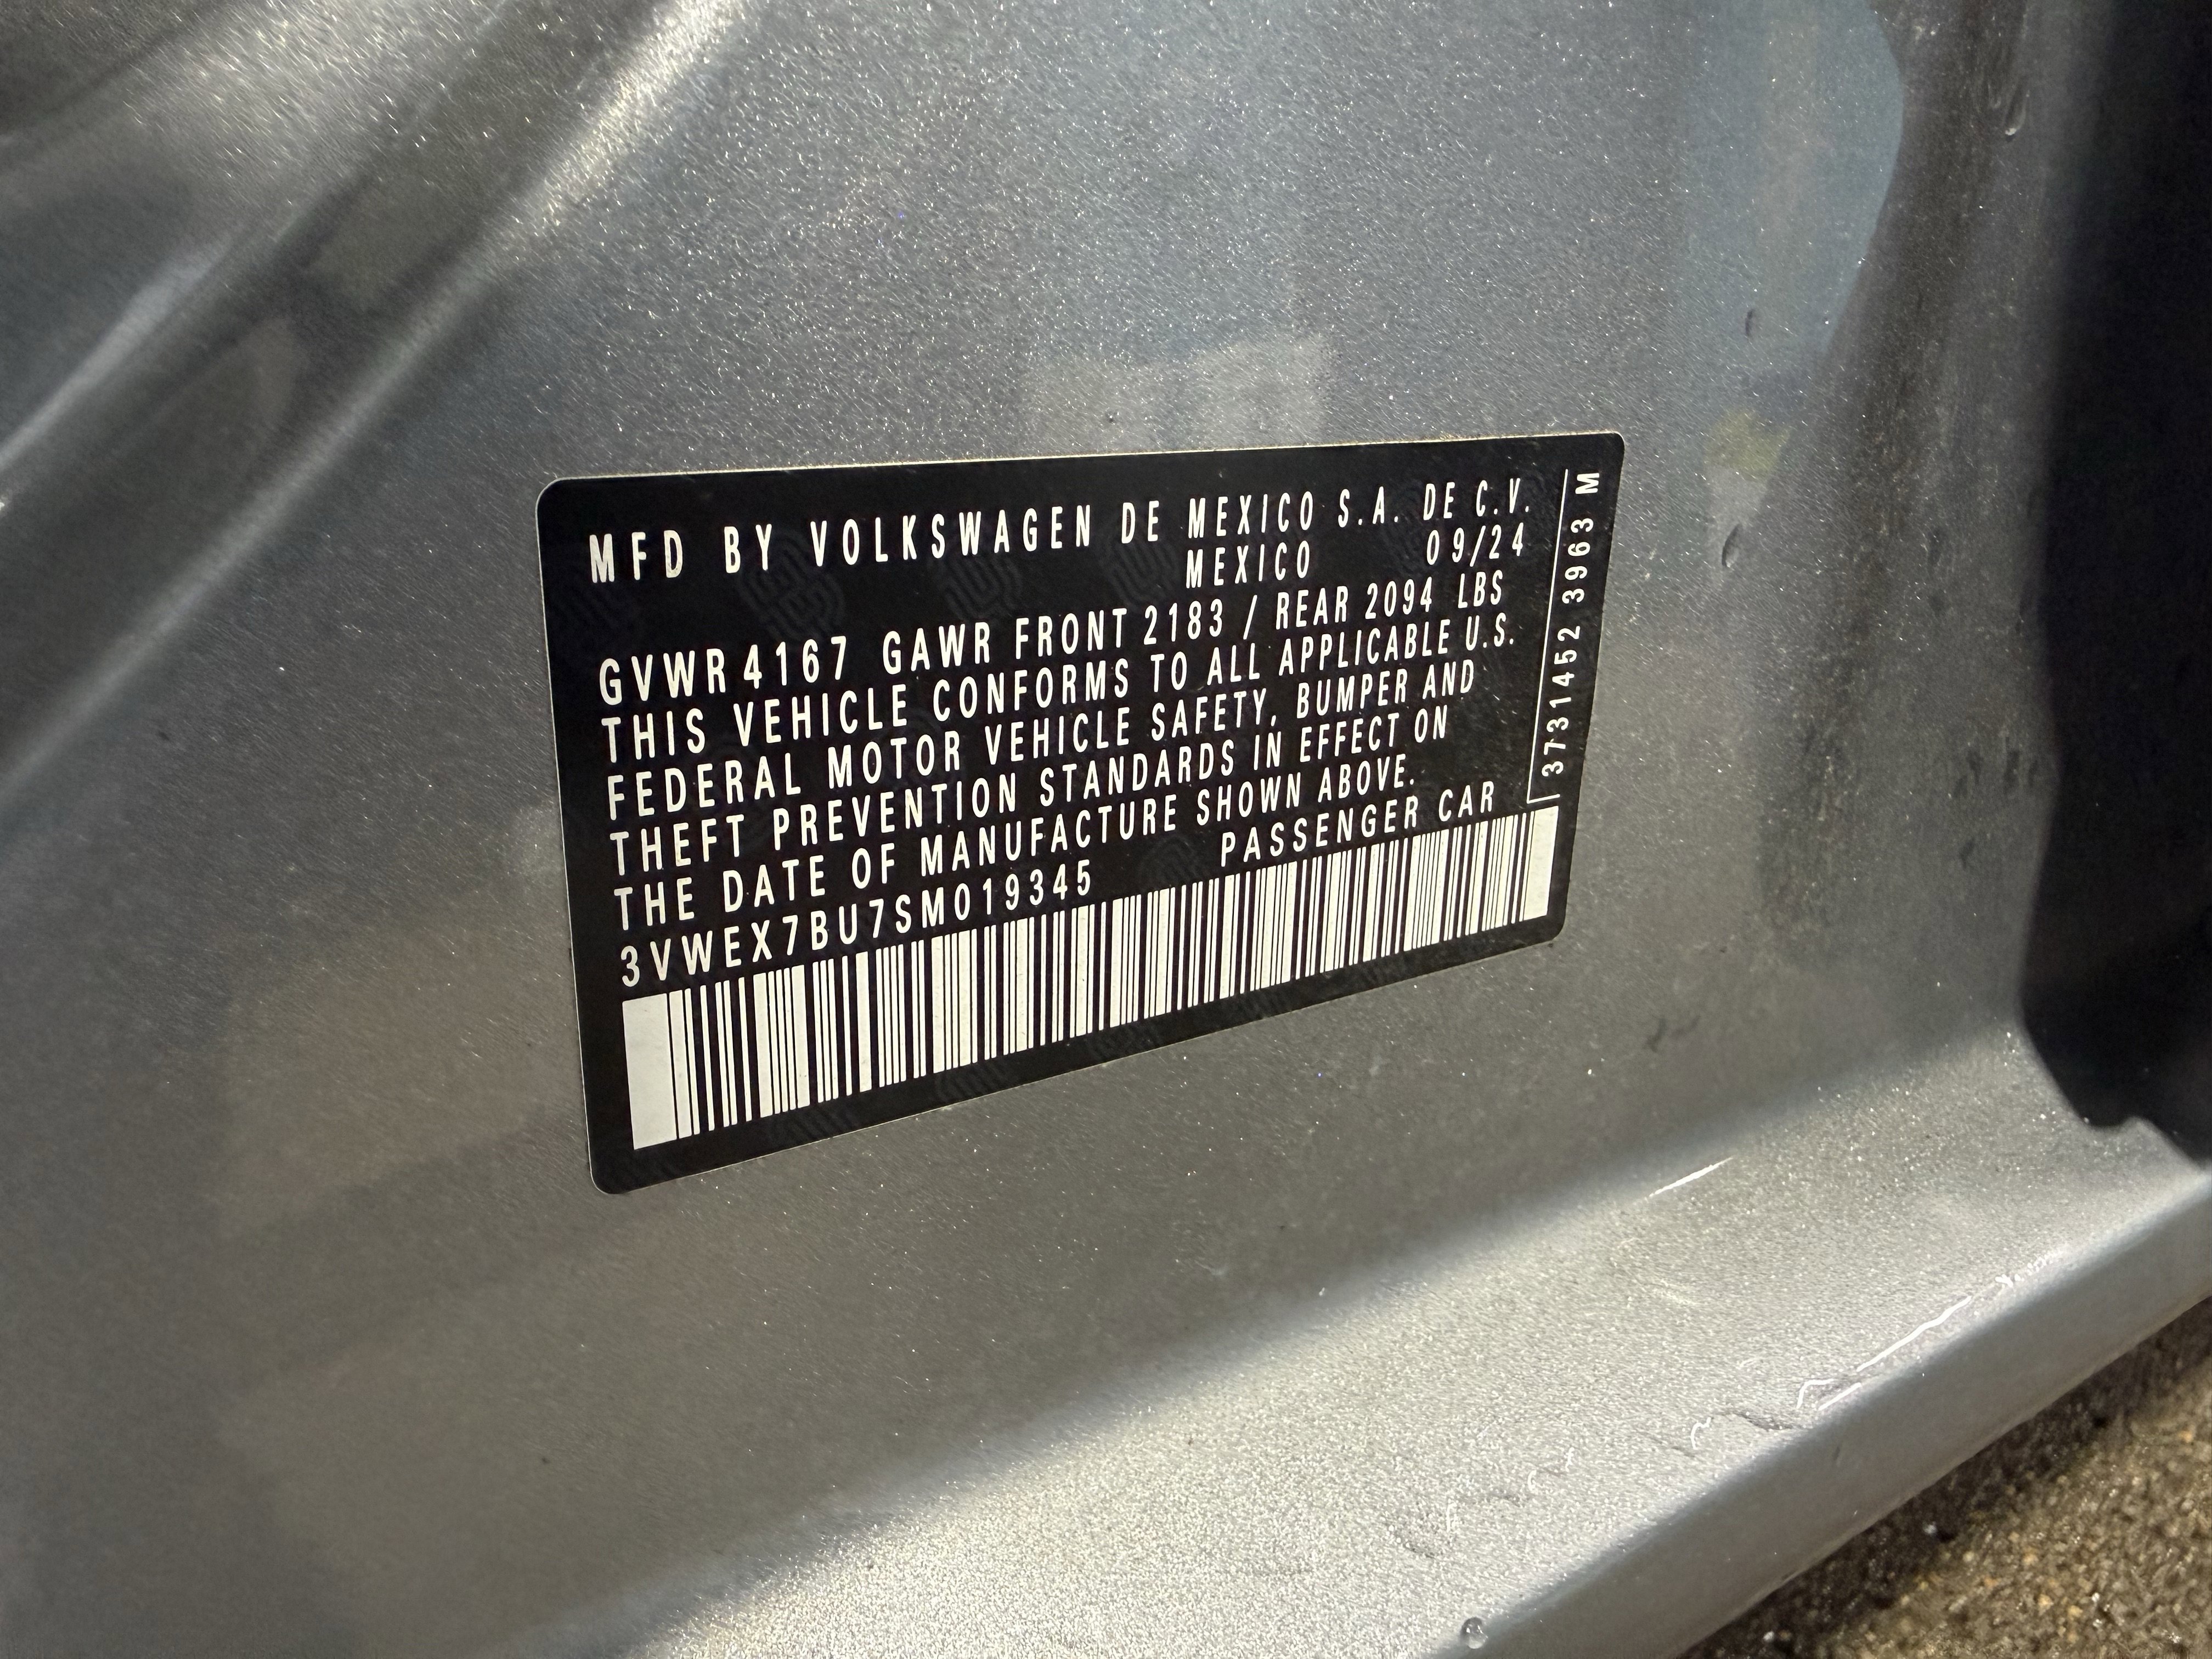 MFD BY VOLKSWAGEN DE MEXICO S.A. DE C.V.
MEXICO 09/24
GVWR 4167 GAWR FRONT 2183 / REAR 2094 LBS
THIS VEHICLE CONFORMS TO ALL APPLICABLE U.S.
FEDERAL MOTOR VEHICLE SAFETY, BUMPER AND
THEFT PREVENTION STANDARDS IN EFFECT ON
THE DATE OF MANUFACTURE SHOWN ABOVE.
3VWEX7BU7SM019345 PASSENGER CAR
3731452 3963 M